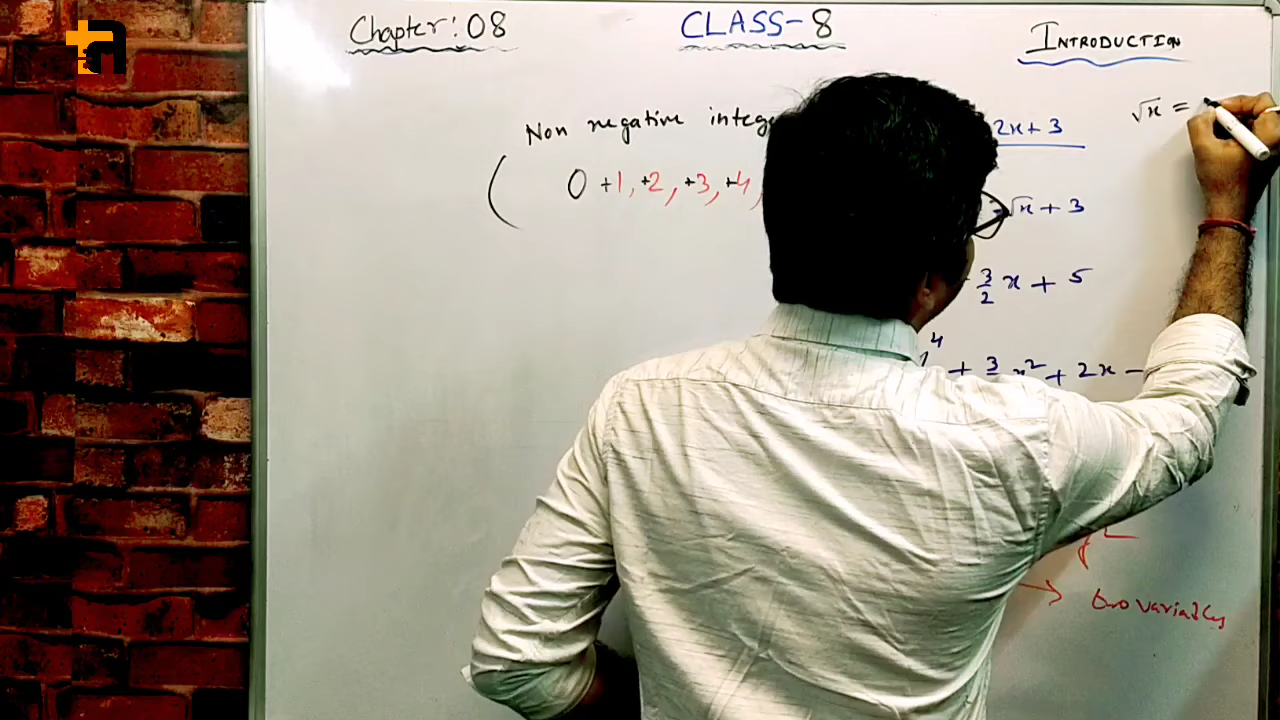 Chapter: 08
CLASS-8
INTRODUCTION
Non negative integ
2x + 3
√x =
( 0 +1, +2, +3, +4,
√x + 3
3/2 x + 5
4 + 3 x² + 2x -
→ two variables